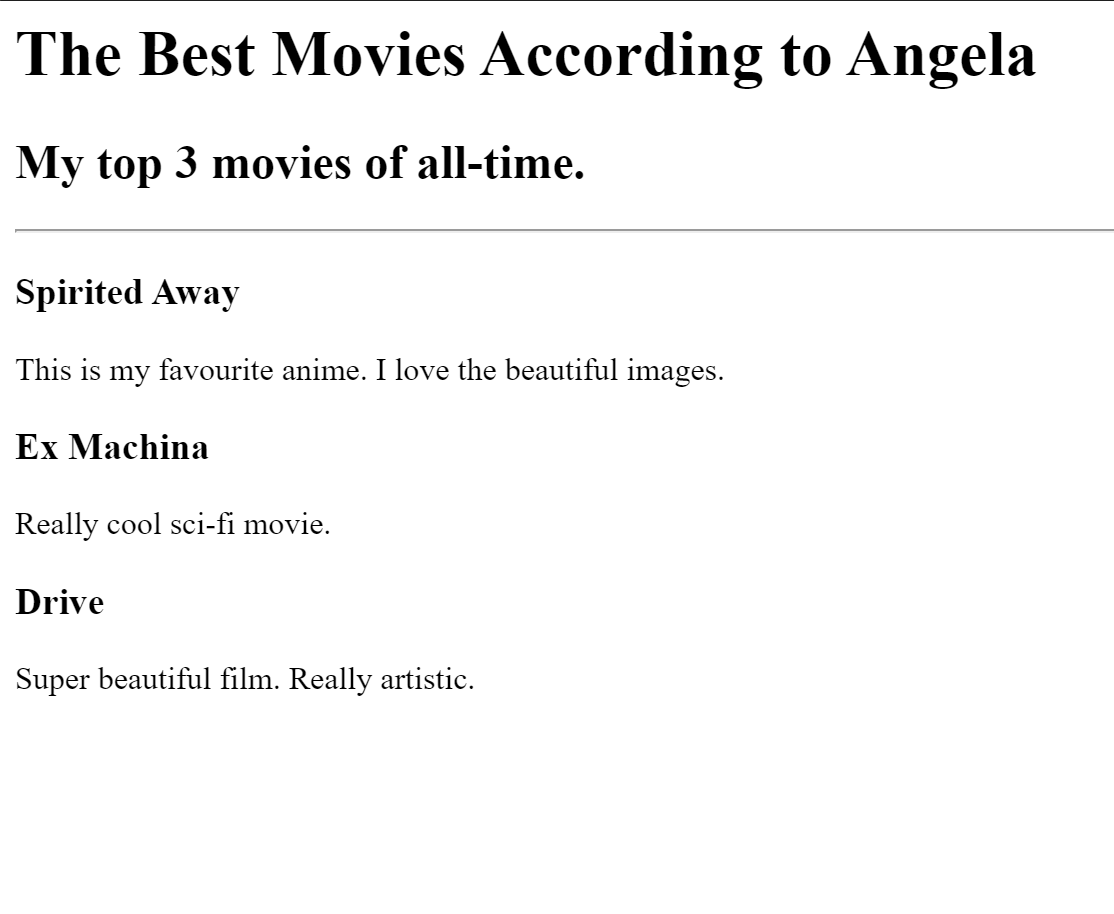 The Best Movies According to Angela
My top 3 movies of all-time.
Spirited Away
This is my favourite anime. I love the beautiful images.
Ex Machina
Really cool sci-fi movie.
Drive
Super beautiful film. Really artistic.